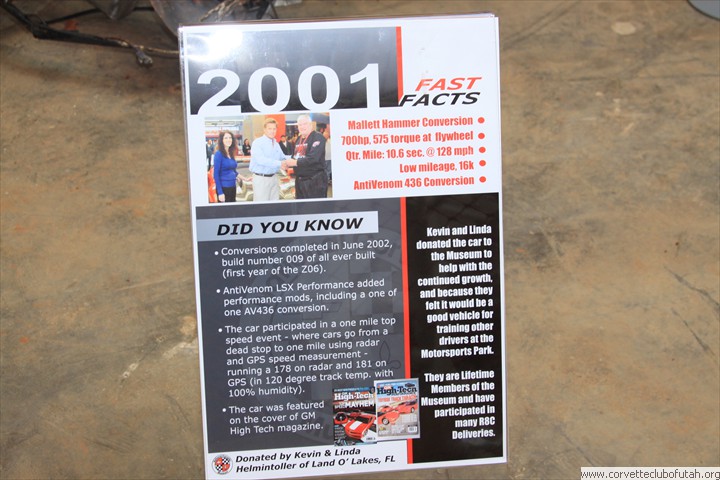 2001
FAST
FACTS
Mallett Hammer Conversion
700hp, 575 torque at flywheel
Qtr. Mile: 10.6 sec. @ 128 mph
Low mileage, 16k
AntiVenom 436 Conversion
DID YOU KNOW
• Conversions completed in June 2002,
build number 009 of all ever built
(first year of the Z06).
• AntiVenom LSX Performance added
performance mods, including a one of
one AV436 conversion.
• The car participated in a one mile top
speed event - where cars go from a
dead stop to one mile using radar
and GPS speed measurement -
running a 178 on radar and 181 on
GPS (in 120 degree track temp. with
100% humidity).
• The car was featured
on the cover of GM
High Tech magazine.
High-Tech
MAYHEM
High-Tech
Kevin and Linda
donated the car to
the Museum to
help with the
continued growth,
and because they
felt it would be a
good vehicle for
training other
drivers at the
Motorsports Park.
They are Lifetime
Members of the
Museum and have
participated in
many R8C
Deliveries.
Donated by Kevin & Linda
Helmintoller of Land O' Lakes, FL
www.corvetteclubofutah.org